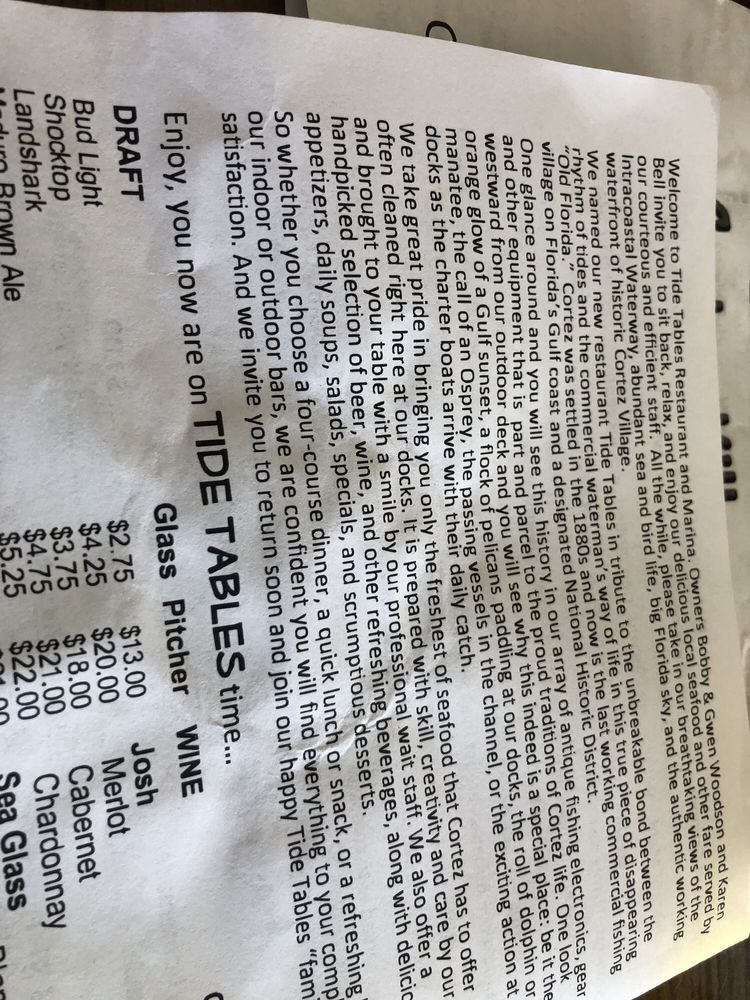 Welcome to Tide Tables Restaurant and Marina. Owners Bobby & Gwen Woodson and Karen
Bell invite you to sit back, relax, and enjoy our delicious local seafood and other fare served by
our courteous and efficient staff. All the while, please take in our breathtaking views of the
Intracoastal Waterway, abundant sea and bird life, big Florida sky, and the authentic working
waterfront of historic Cortez Village.
We named our new restaurant Tide Tables in tribute to the unbreakable bond between the
rhythm of tides and the commercial waterman's way of life in this true piece of disappearing
"Old Florida." Cortez was settled in the 1880s and now is the last working commercial fishing
village on Florida's Gulf coast and a designated National Historic District.
One glance around and you will see this history in our array of antique fishing electronics, gear
and other equipment that is part and parcel to the proud traditions of Cortez life. One look
westward from our outdoor deck and you will see why this indeed is a special place: be it the
orange glow of a Gulf sunset, a flock of pelicans paddling at our docks, the roll of dolphin or
manatee, the call of an Osprey, the passing vessels in the channel, or the exciting action at
docks as the charter boats arrive with their daily catch.
We take great pride in bringing you only the freshest of seafood that Cortez has to offer
often cleaned right here at our docks. It is prepared with skill, creativity and care by our
and brought to your table with a smile by our professional wait staff. We also offer a
handpicked selection of beer, wine, and other refreshing beverages, along with delicio
appetizers, daily soups, salads, specials, and scrumptious desserts.
So whether you choose a four-course dinner, a quick lunch or snack, or a refreshing
our indoor or outdoor bars, we are confident you will find everything to your comp
satisfaction. And we invite you to return soon and join our happy Tide Tables "fam
Enjoy, you now are on TIDE TABLES time...
DRAFT Glass Pitcher WINE
Bud Light $2.75 $13.00 Josh
Shocktop $4.25 $20.00 Merlot
Landshark $3.75 $18.00 Cabernet
Maduro Brown Ale $4.75 $21.00 Chardonnay
$5.25 $22.00 Sea Glass